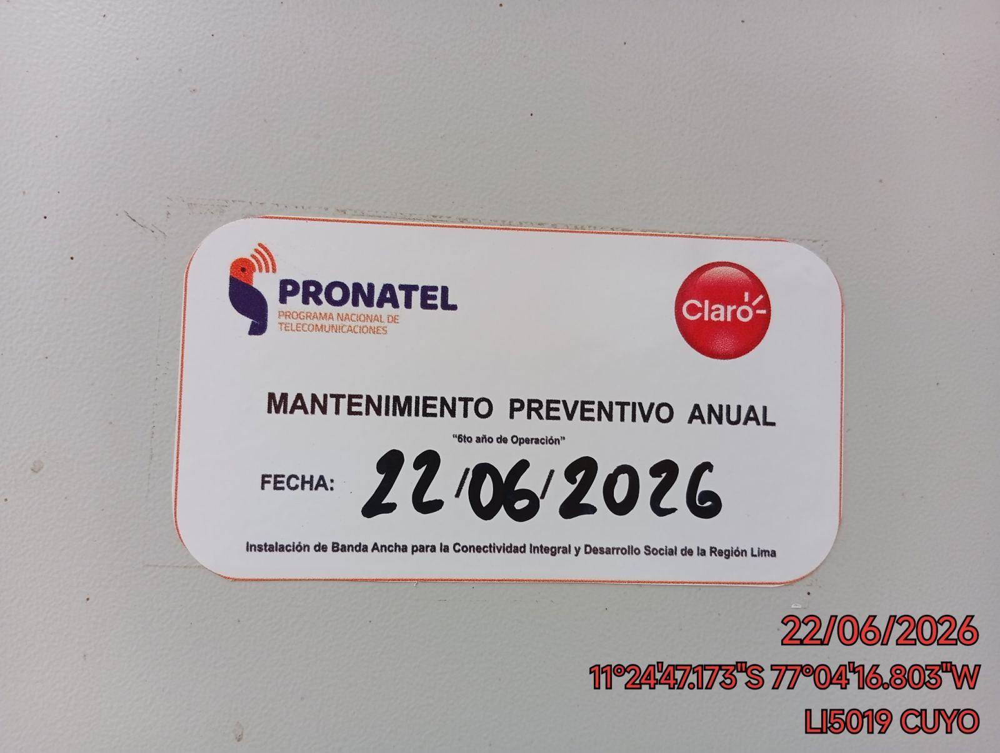 PRONATEL
PROGRAMA NACIONAL DE
TELECOMUNICACIONES
Claro
MANTENIMIENTO PREVENTIVO ANUAL
"6to año de Operación"
FECHA: 22/06/2026
Instalación de Banda Ancha para la Conectividad Integral y Desarrollo Social de la Región Lima
22/06/2026
11°24'47.173"S 77°04'16.803"W
LI5019 CUYO